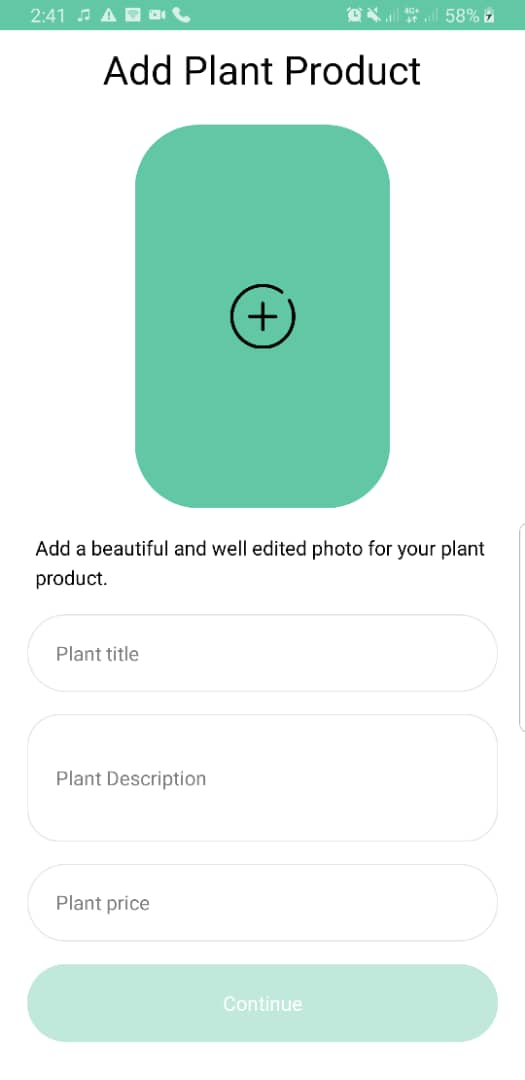 2:41 58%
Add Plant Product
Add a beautiful and well edited photo for your plant
product.
Plant title
Plant Description
Plant price
Continue